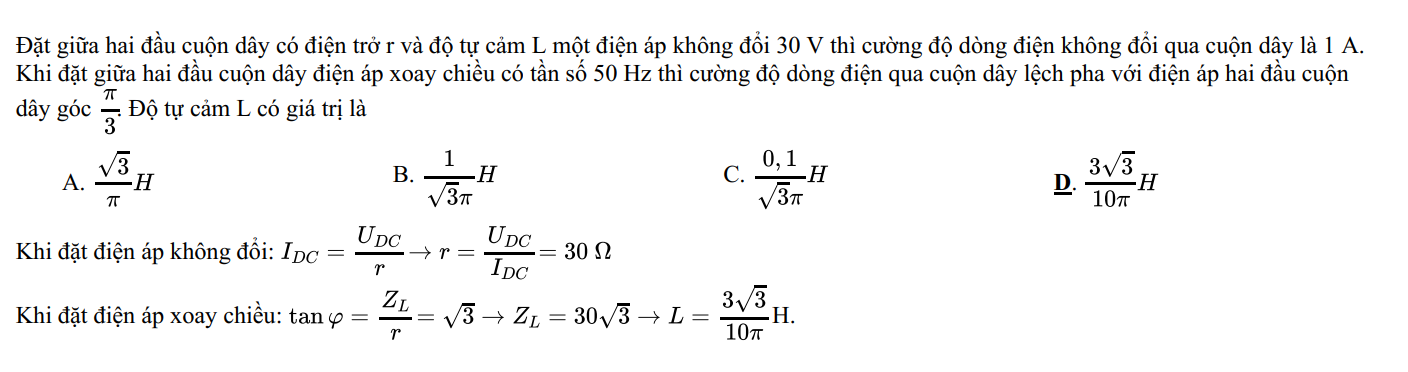 Đặt giữa hai đầu cuộn dây có điện trở r và độ tự cảm L một điện áp không đổi 30 V thì cường độ dòng điện không đổi qua cuộn dây là 1 A.
Khi đặt giữa hai đầu cuộn dây điện áp xoay chiều có tần số 50 Hz thì cường độ dòng điện qua cuộn dây lệch pha với điện áp hai đầu cuộn
dây góc $\frac{\pi}{3}$. Độ tự cảm L có giá trị là
A. $\frac{\sqrt{3}}{\pi}H$ B. $\frac{1}{\sqrt{3}\pi}H$ C. $\frac{0,1}{\sqrt{3}\pi}H$ D. $\frac{3\sqrt{3}}{10\pi}H$
Khi đặt điện áp không đổi: $I_{DC} = \frac{U_{DC}}{r} \rightarrow r = \frac{U_{DC}}{I_{DC}} = 30\ \Omega$
Khi đặt điện áp xoay chiều: $\tan \varphi = \frac{Z_L}{r} = \sqrt{3} \rightarrow Z_L = 30\sqrt{3} \rightarrow L = \frac{3\sqrt{3}}{10\pi}$H.